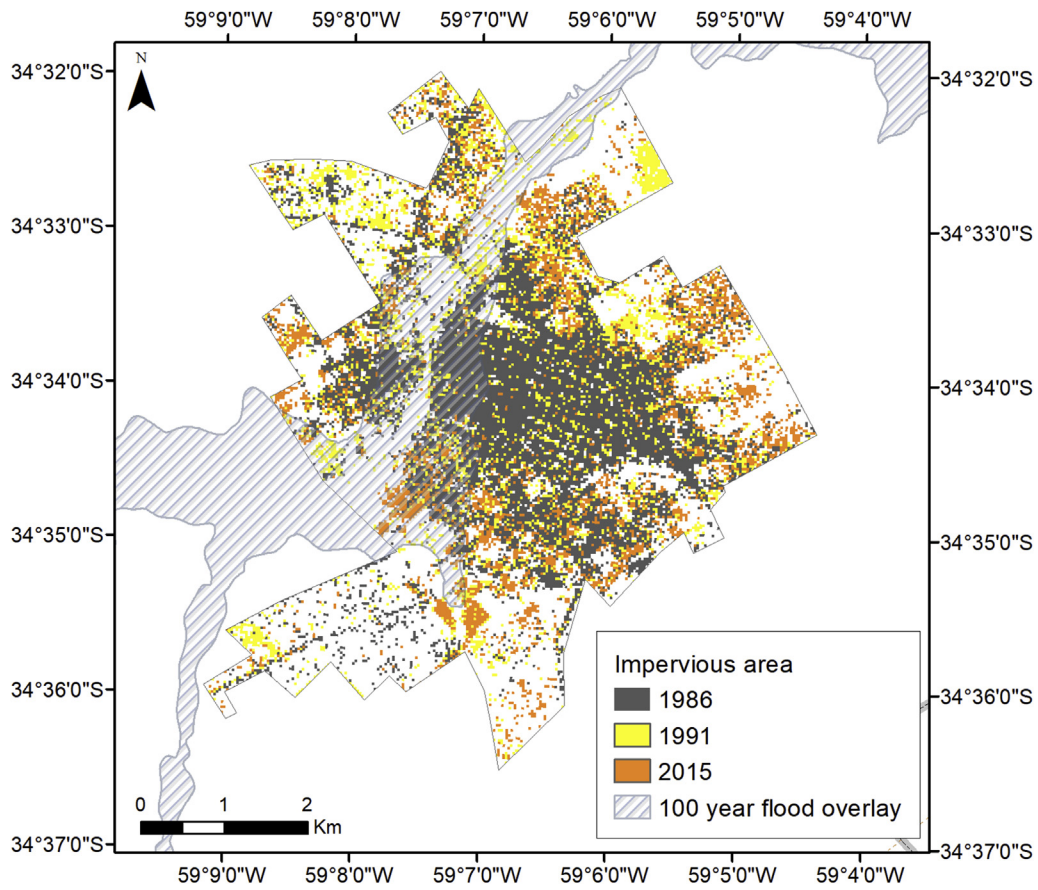 59°9'0"W 59°8'0"W 59°7'0"W 59°6'0"W 59°5'0"W 59°4'0"W
N
34°32'0"S 34°32'0"S
34°33'0"S 34°33'0"S
34°34'0"S 34°34'0"S
34°35'0"S 34°35'0"S
34°36'0"S 34°36'0"S
34°37'0"S 34°37'0"S
Impervious area
1986
1991
2015
100 year flood overlay
0 1 2
Km
59°9'0"W 59°8'0"W 59°7'0"W 59°6'0"W 59°5'0"W 59°4'0"W